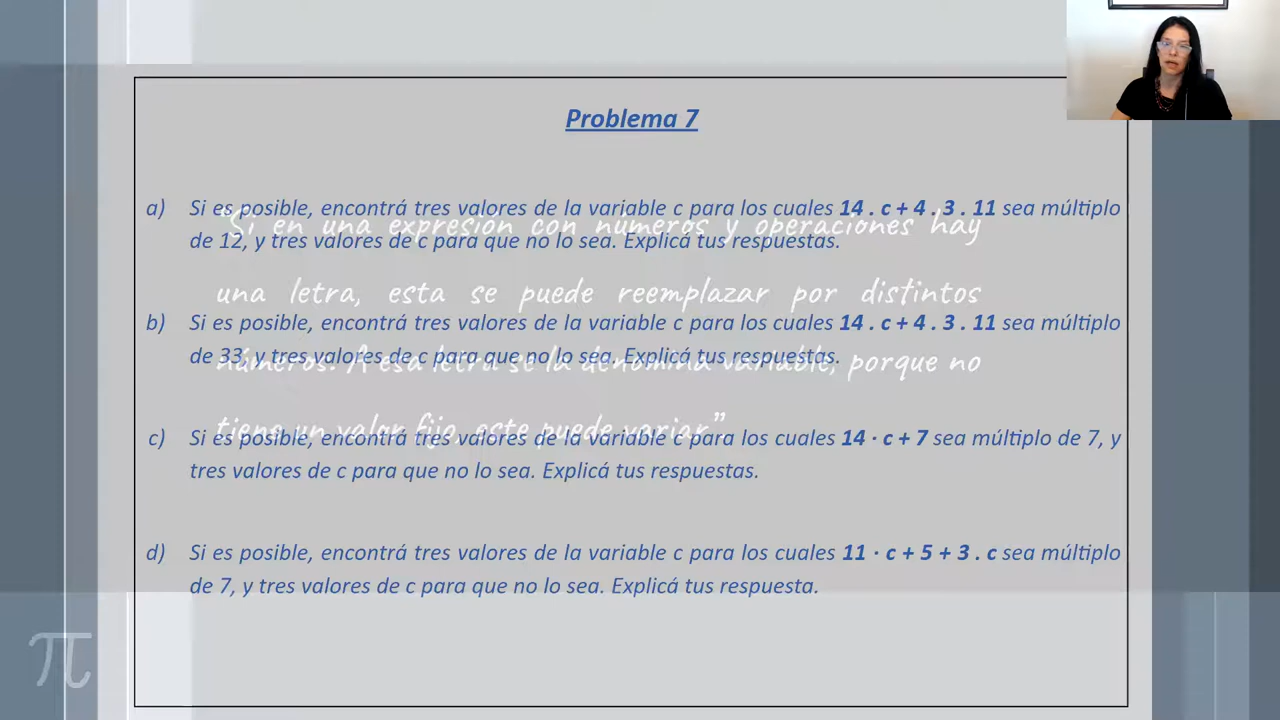 Problema 7
a) Si es posible, encontrá tres valores de la variable c para los cuales 14 . c + 4 . 3 . 11 sea múltiplo
de 12, y tres valores de c para que no lo sea. Explicá tus respuestas.
b) Si es posible, encontrá tres valores de la variable c para los cuales 14 . c + 4 . 3 . 11 sea múltiplo
de 33, y tres valores de c para que no lo sea. Explicá tus respuestas.
c) Si es posible, encontrá tres valores de la variable c para los cuales 14 · c + 7 sea múltiplo de 7, y
tres valores de c para que no lo sea. Explicá tus respuestas.
d) Si es posible, encontrá tres valores de la variable c para los cuales 11 · c + 5 + 3 . c sea múltiplo
de 7, y tres valores de c para que no lo sea. Explicá tus respuesta.
“Si en una expresión con números y operaciones hay
una letra, esta se puede reemplazar por distintos
números. A esa letra se la denomina variable, porque no
tiene un valor fijo, este puede variar”
π